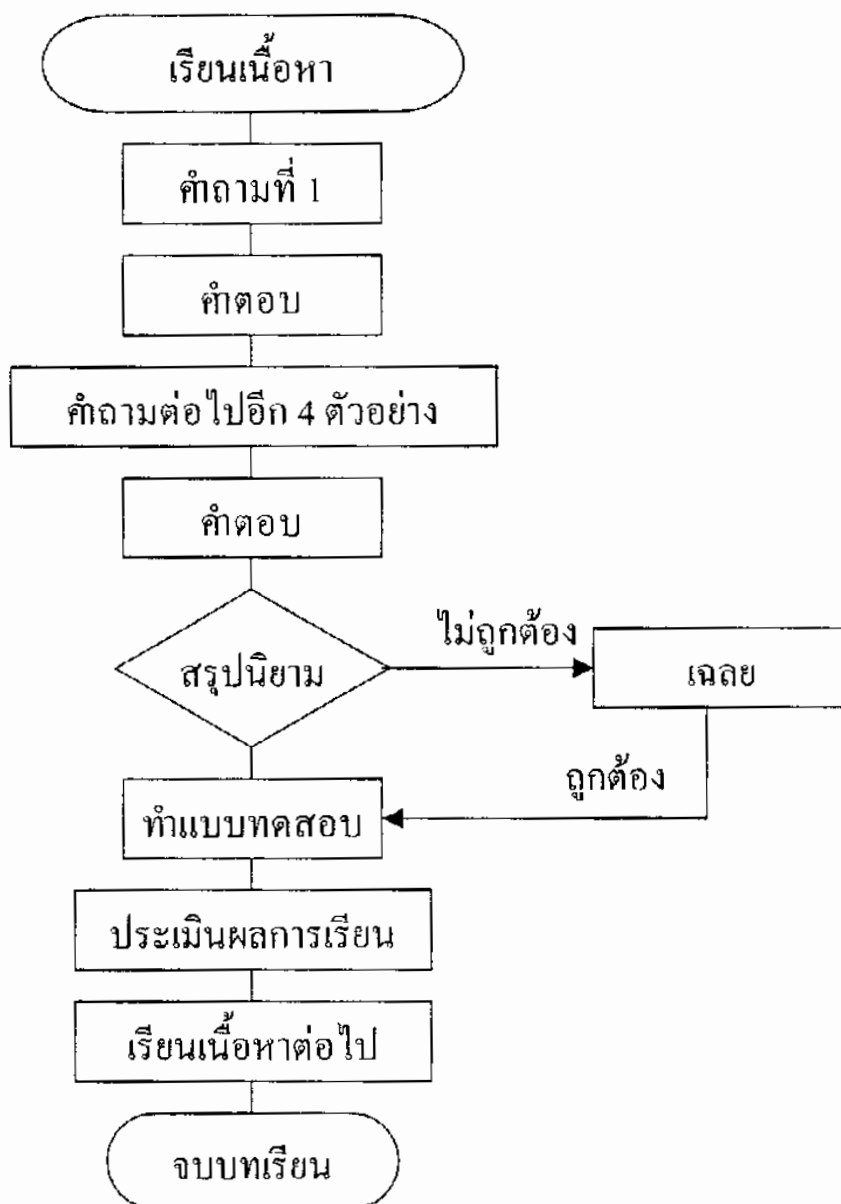 เรียนเนื้อหา
คำถามที่ 1
คำตอบ
คำถามต่อไปอีก 4 ตัวอย่าง
คำตอบ
สรุปนิยาม
ไม่ถูกต้อง
เฉลย
ถูกต้อง
ทำแบบทดสอบ
ประเมินผลการเรียน
เรียนเนื้อหาต่อไป
จบบทเรียน